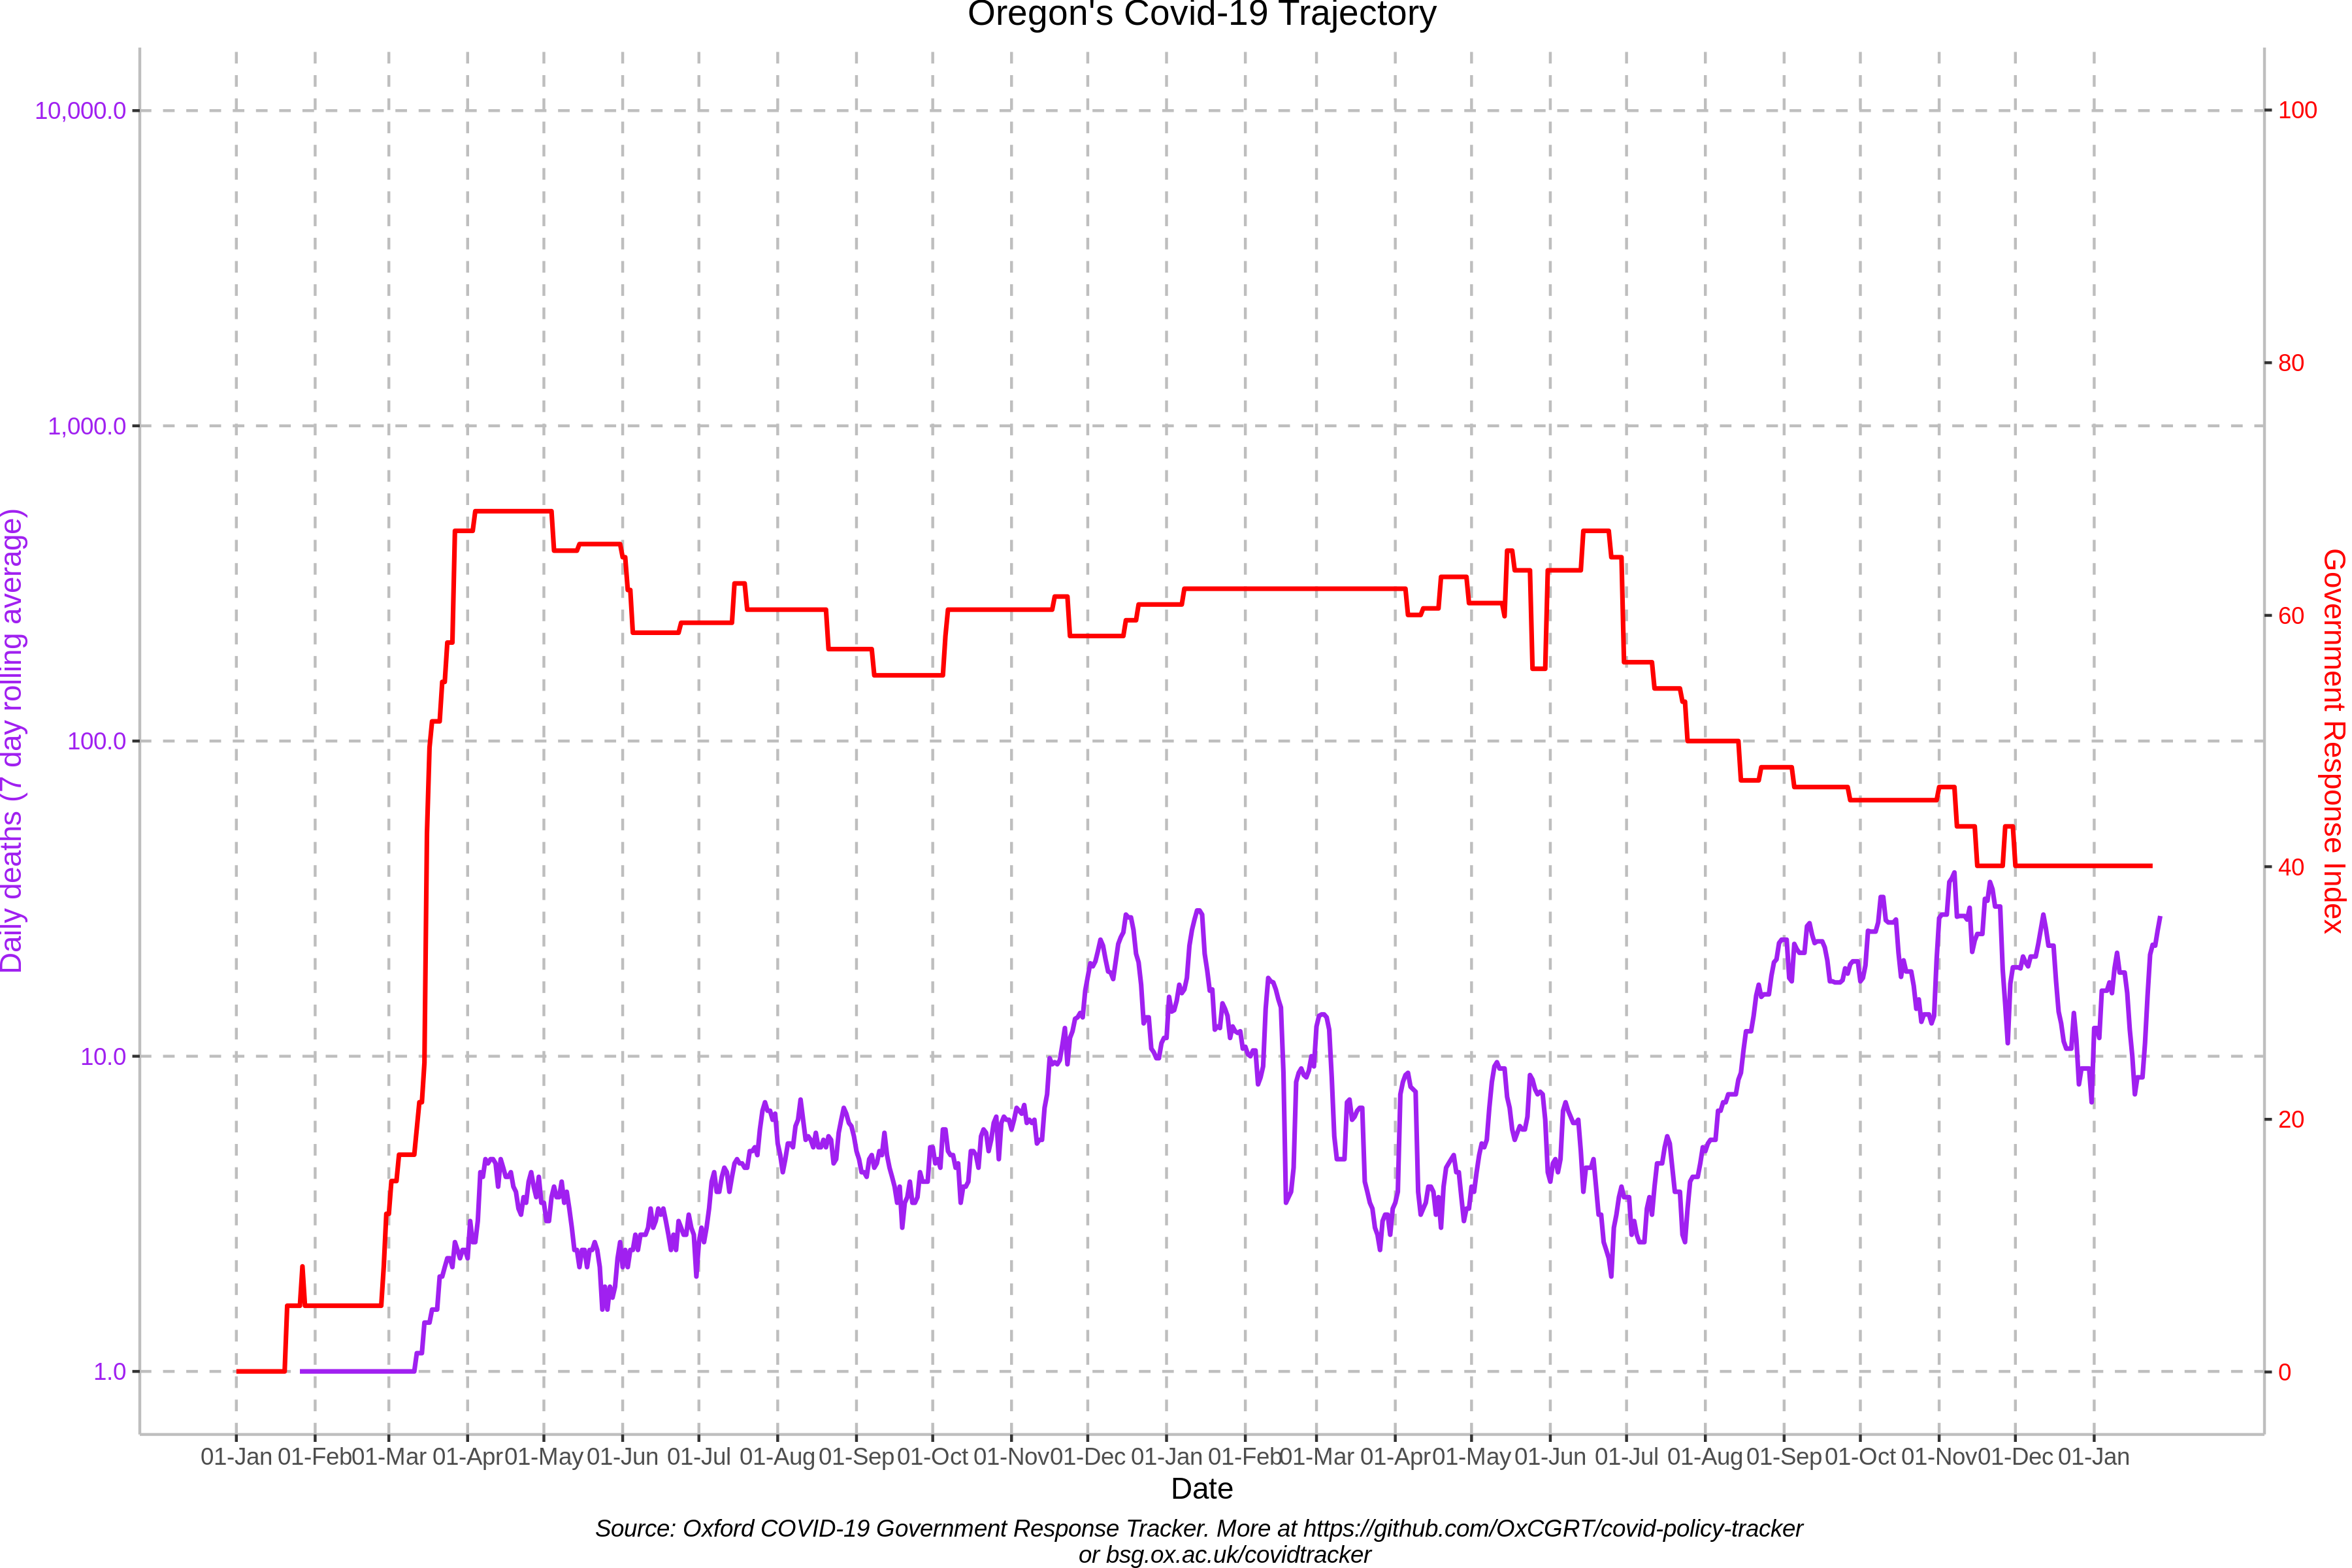 Oregon's Covid-19 Trajectory
10,000.0
1,000.0
100.0
10.0
1.0
Daily deaths (7 day rolling average)
100
80
60
40
20
0
Government Response Index
01-Jan 01-Feb 01-Mar 01-Apr 01-May 01-Jun 01-Jul 01-Aug 01-Sep 01-Oct 01-Nov 01-Dec 01-Jan 01-Feb 01-Mar 01-Apr 01-May 01-Jun 01-Jul 01-Aug 01-Sep 01-Oct 01-Nov 01-Dec 01-Jan
Date
Source: Oxford COVID-19 Government Response Tracker. More at https://github.com/OxCGRT/covid-policy-tracker
or bsg.ox.ac.uk/covidtracker